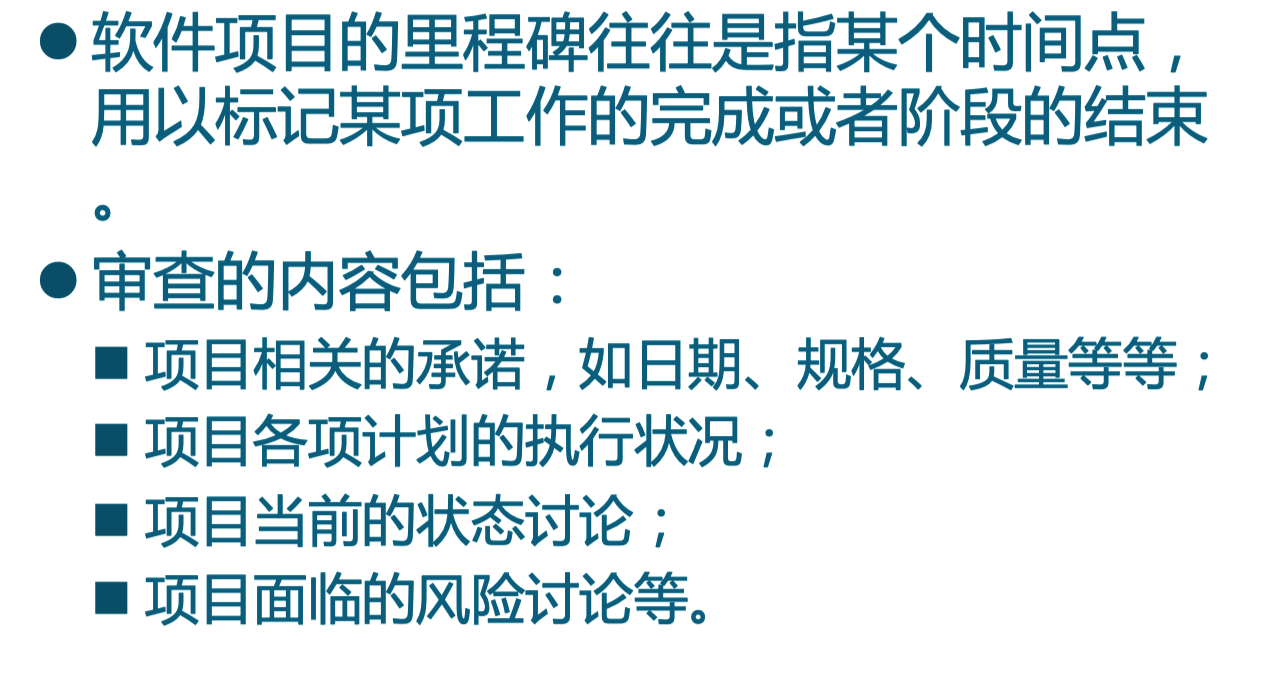 ●软件项目的里程碑往往是指某个时间点，
用以标记某项工作的完成或者阶段的结束
。
●审查的内容包括：
■项目相关的承诺，如日期、规格、质量等等；
■项目各项计划的执行状况；
■项目当前的状态讨论；
■项目面临的风险讨论等。